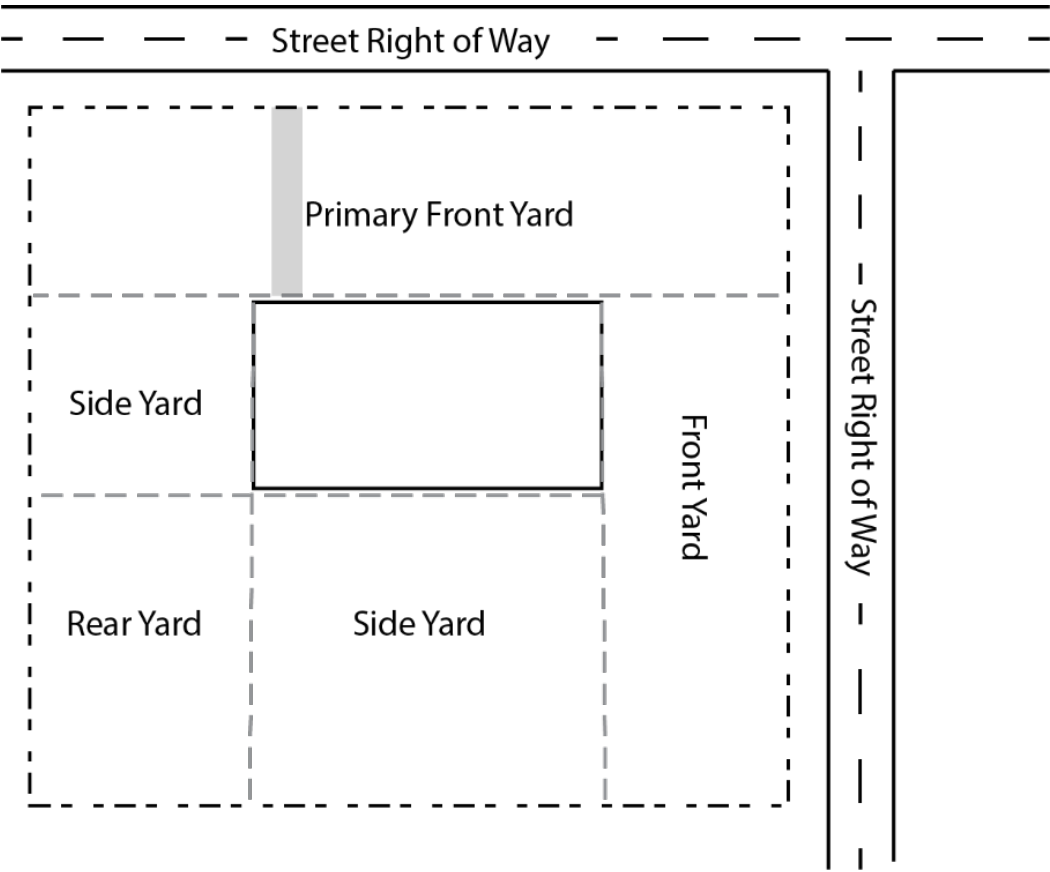 Street Right of Way
Primary Front Yard
Side Yard
Front Yard
Street Right of Way
Rear Yard
Side Yard